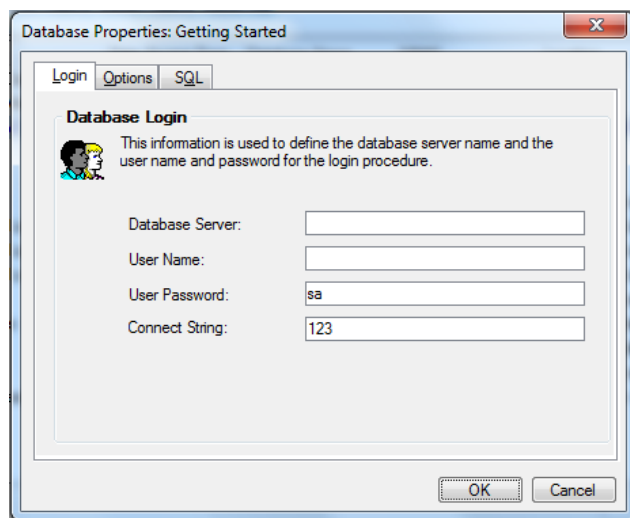 Database Properties: Getting Started
Login Options SQL
Database Login
This information is used to define the database server name and the
user name and password for the login procedure.
Database Server:
User Name:
User Password: sa
Connect String: 123
OK Cancel